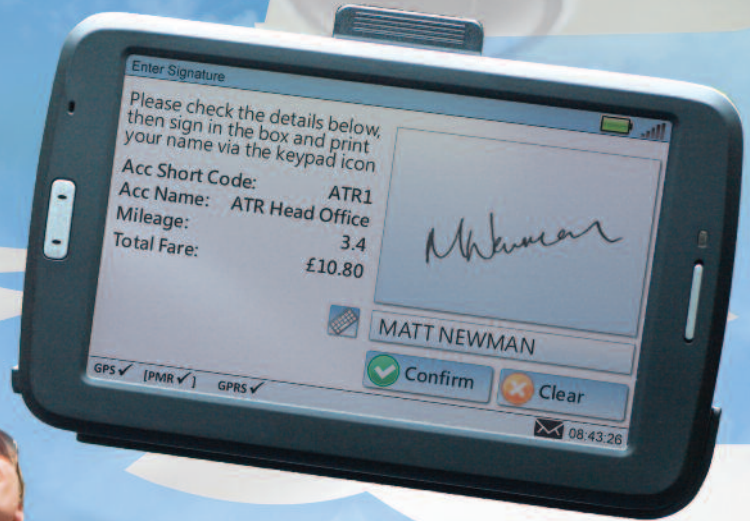 Enter Signature
Please check the details below,
then sign in the box and print
your name via the keypad icon
Acc Short Code: ATR1
Acc Name: ATR Head Office
Mileage: 3.4
Total Fare: £10.80
MNewman
MATT NEWMAN
Confirm Clear
GPS✓ [PMR✓] GPRS✓
08:43:26